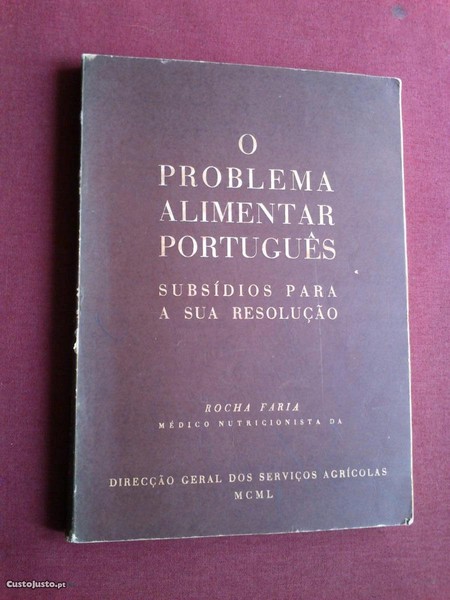 O
PROBLEMA
ALIMENTAR
PORTUGUÊS
SUBSÍDIOS PARA
A SUA RESOLUÇÃO
ROCHA FARIA
MÉDICO NUTRICIONISTA DA
DIRECÇÃO GERAL DOS SERVIÇOS AGRÍCOLAS
MCML
CustoJusto.pt